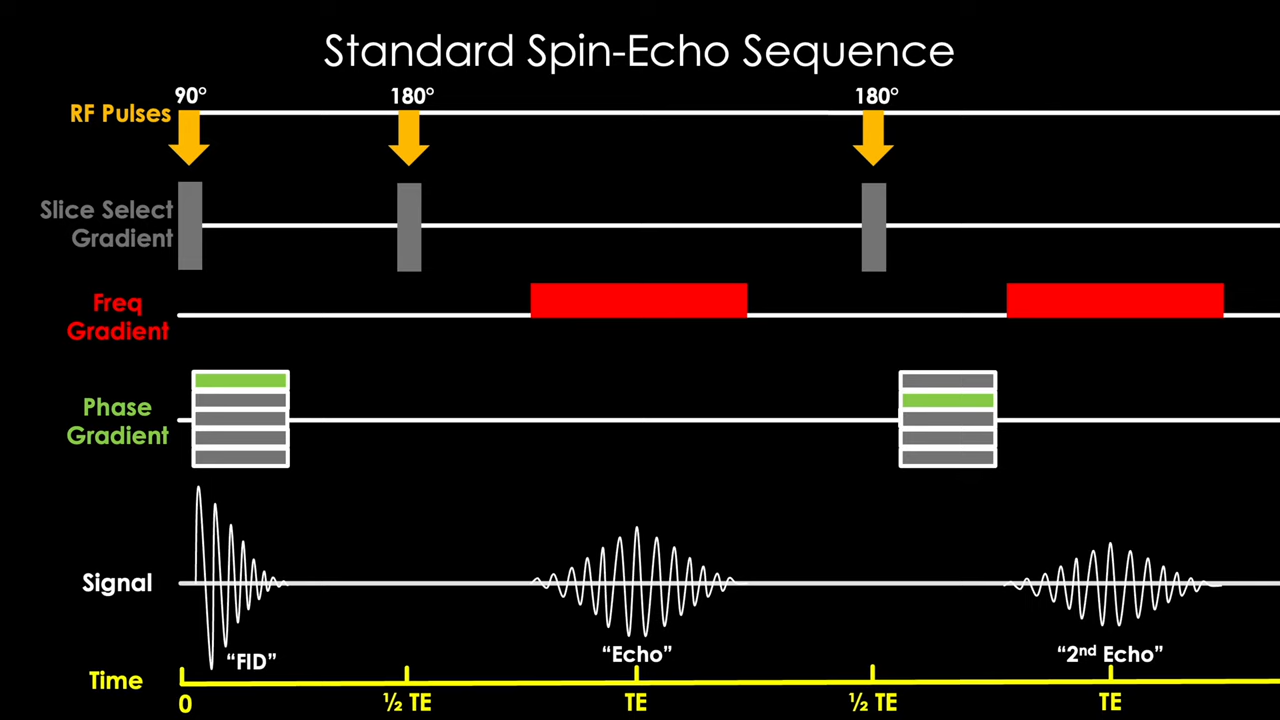 Standard Spin-Echo Sequence
90°
180°
180°
RF Pulses
Slice Select
Gradient
Freq
Gradient
Phase
Gradient
Signal
“FID”
“Echo”
“2nd Echo”
Time
0
½ TE
TE
½ TE
TE